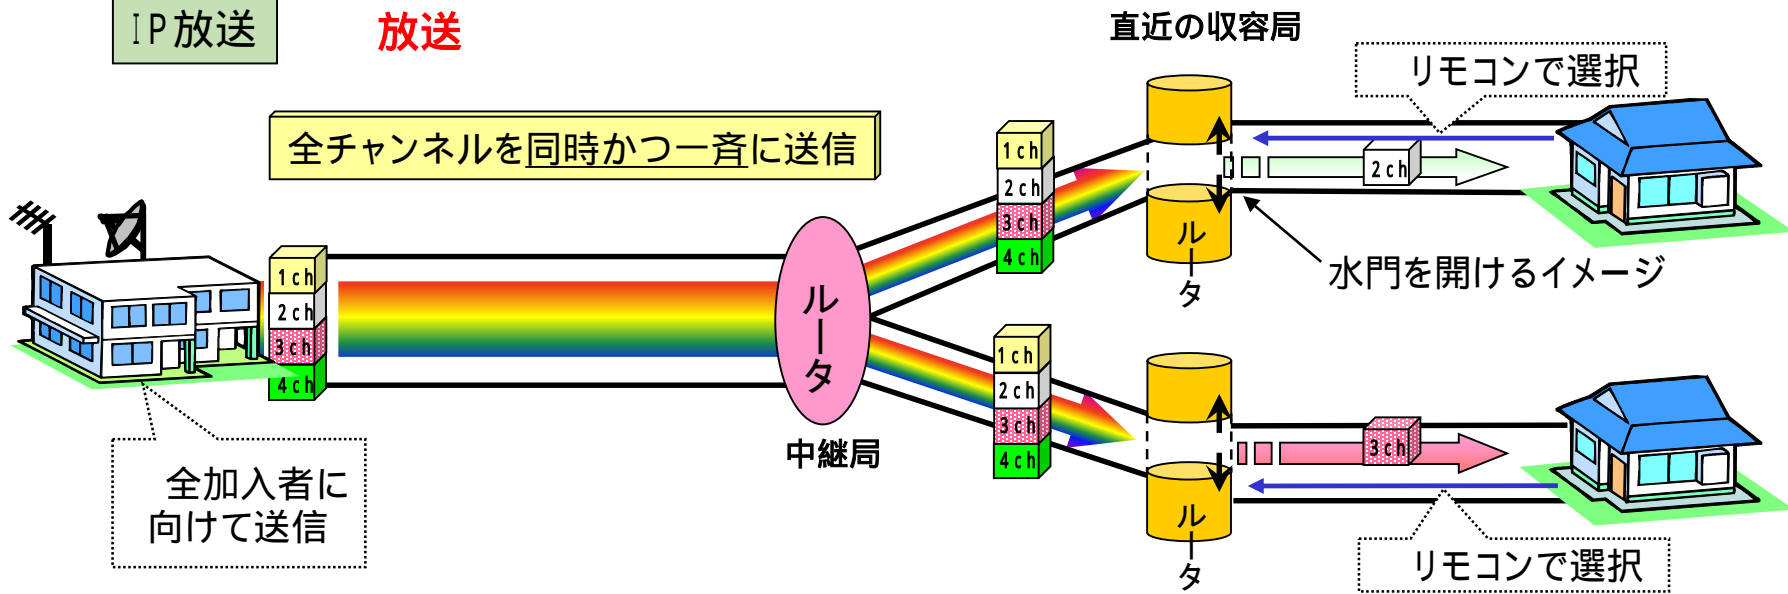 IP放送
放送
直近の収容局
リモコンで選択
全チャンネルを同時かつ一斉に送信
1ch
2ch
3ch
4ch
2ch
ルータ
水門を開けるイメージ
1ch
2ch
3ch
4ch
ルータ
中継局
1ch
2ch
3ch
4ch
3ch
ルータ
全加入者に
向けて送信
リモコンで選択